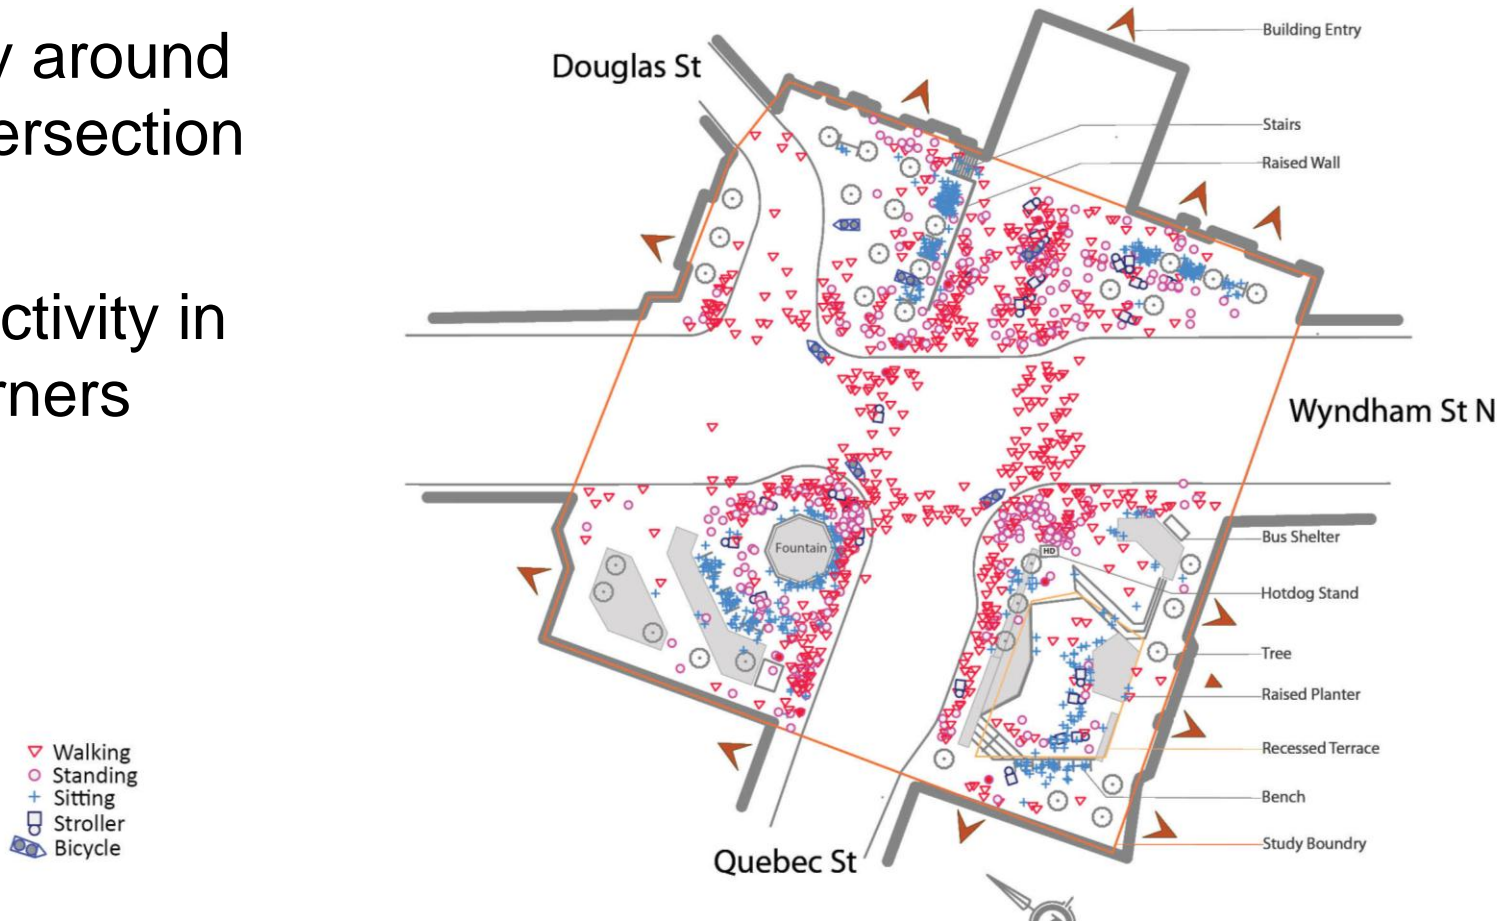 y around
ersection
ctivity in
rners
Douglas St
Building Entry
Stairs
Raised Wall
Wyndham St N
Fountain
HD
Bus Shelter
Hotdog Stand
Tree
Raised Planter
Recessed Terrace
Bench
Study Boundry
Quebec St
Walking
Standing
Sitting
Stroller
Bicycle